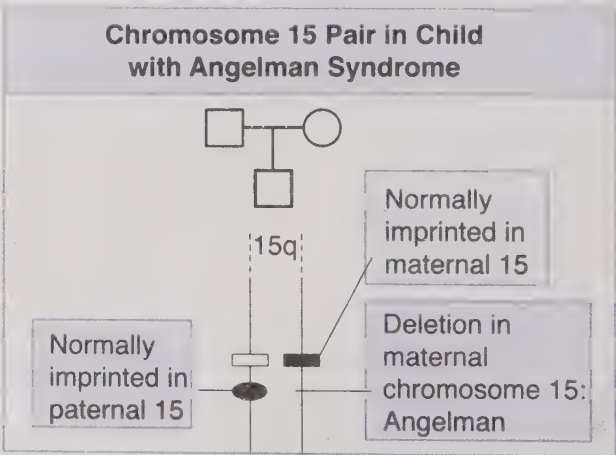 Chromosome 15 Pair in Child
with Angelman Syndrome
15q
Normally
imprinted in
maternal 15
Normally
imprinted in
paternal 15
Deletion in
maternal
chromosome 15:
Angelman